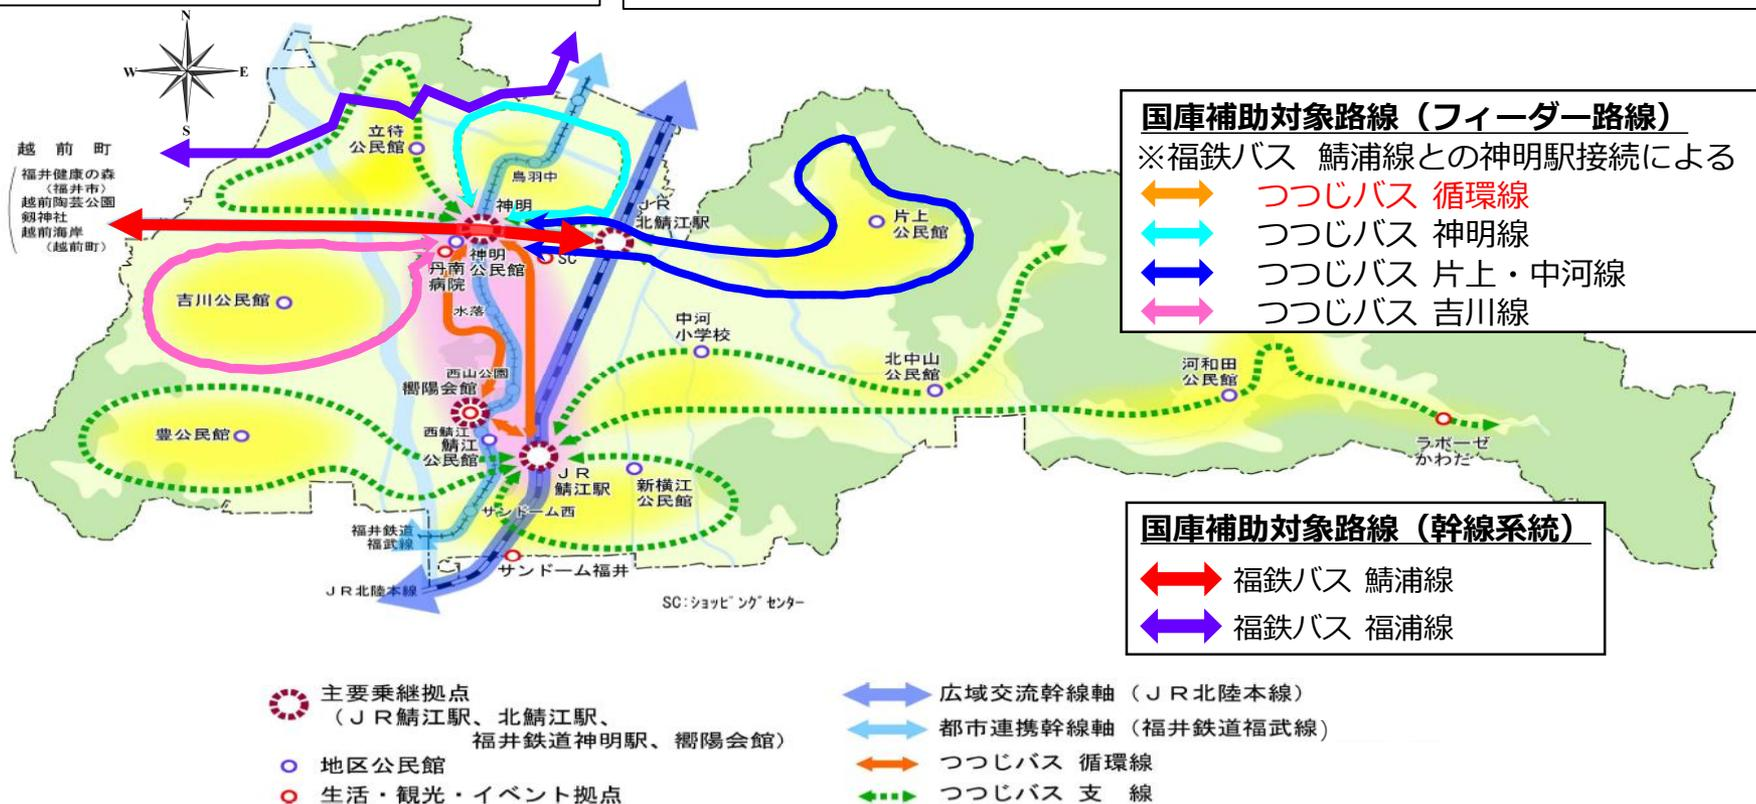 N
W
E
S
越前町
福井健康の森
（福井市）
越前陶芸公園
剱神社
越前海岸
（越前町）
立待
公民館
鳥羽中
神明
ＪＲ
北鯖江駅
片上
公民館
SC
神明
公民館
丹南
病院
吉川公民館
水落
中河
小学校
北中山
公民館
河和田
公民館
西山公園
嚮陽会館
豊公民館
西鯖江
鯖江
公民館
ＪＲ
鯖江駅
新横江
公民館
ラポーゼ
かわだ
サンドーム西
福井鉄道
福武線
サンドーム福井
ＪＲ北陸本線
SC:ショッピングセンター
国庫補助対象路線（フィーダー路線）
※福鉄バス 鯖浦線との神明駅接続による
つつじバス 循環線
つつじバス 神明線
つつじバス 片上・中河線
つつじバス 吉川線
国庫補助対象路線（幹線系統）
福鉄バス 鯖浦線
福鉄バス 福浦線
主要乗継拠点
（ＪＲ鯖江駅、北鯖江駅、
福井鉄道神明駅、嚮陽会館）
地区公民館
生活・観光・イベント拠点
広域交流幹線軸（ＪＲ北陸本線）
都市連携幹線軸（福井鉄道福武線）
つつじバス 循環線
つつじバス 支 線